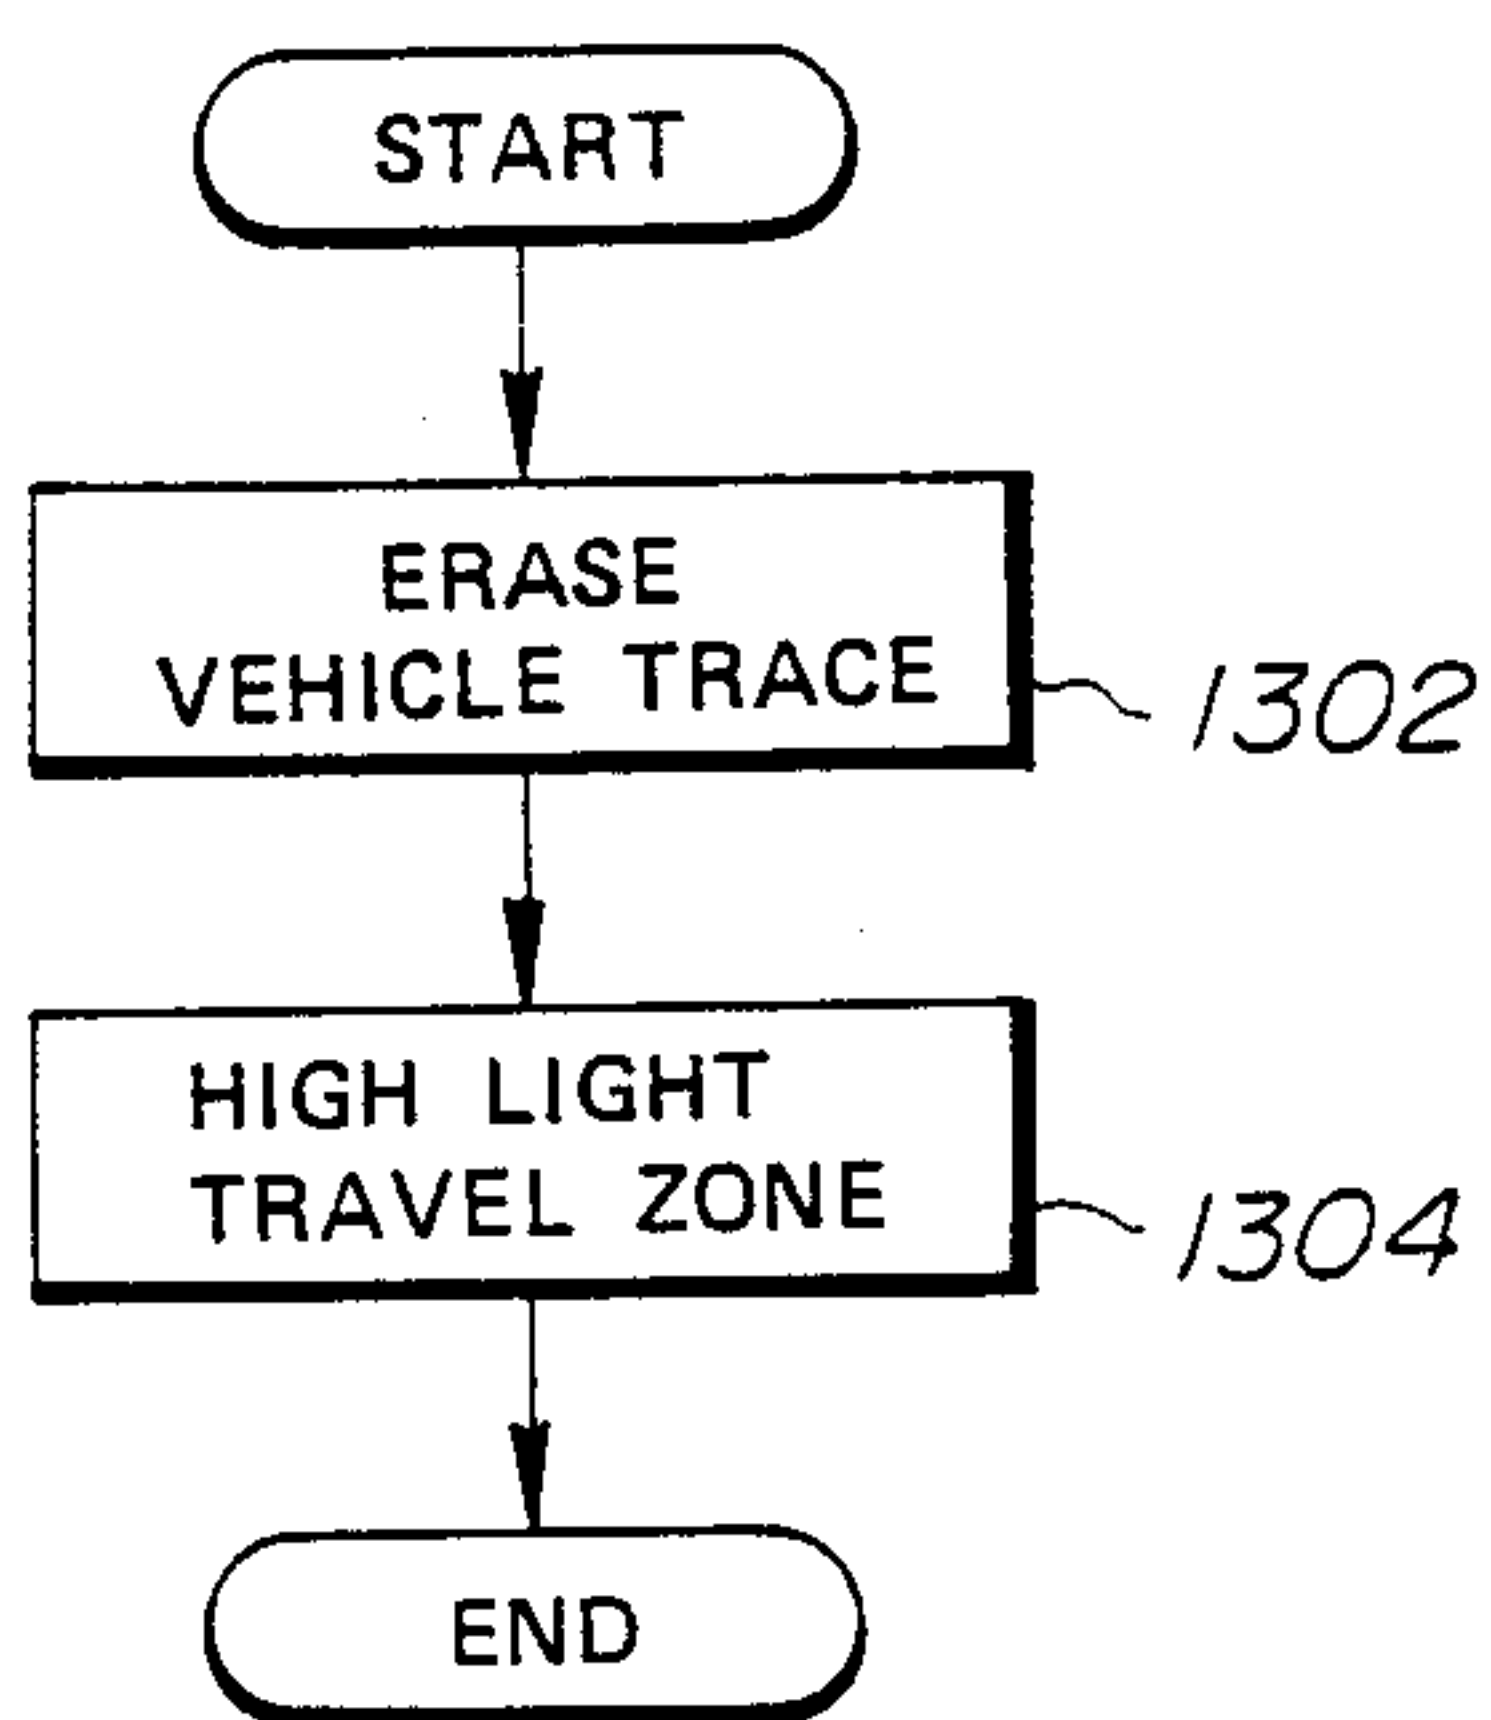 START
ERASE
VEHICLE TRACE
1302
HIGH LIGHT
TRAVEL ZONE
1304
END